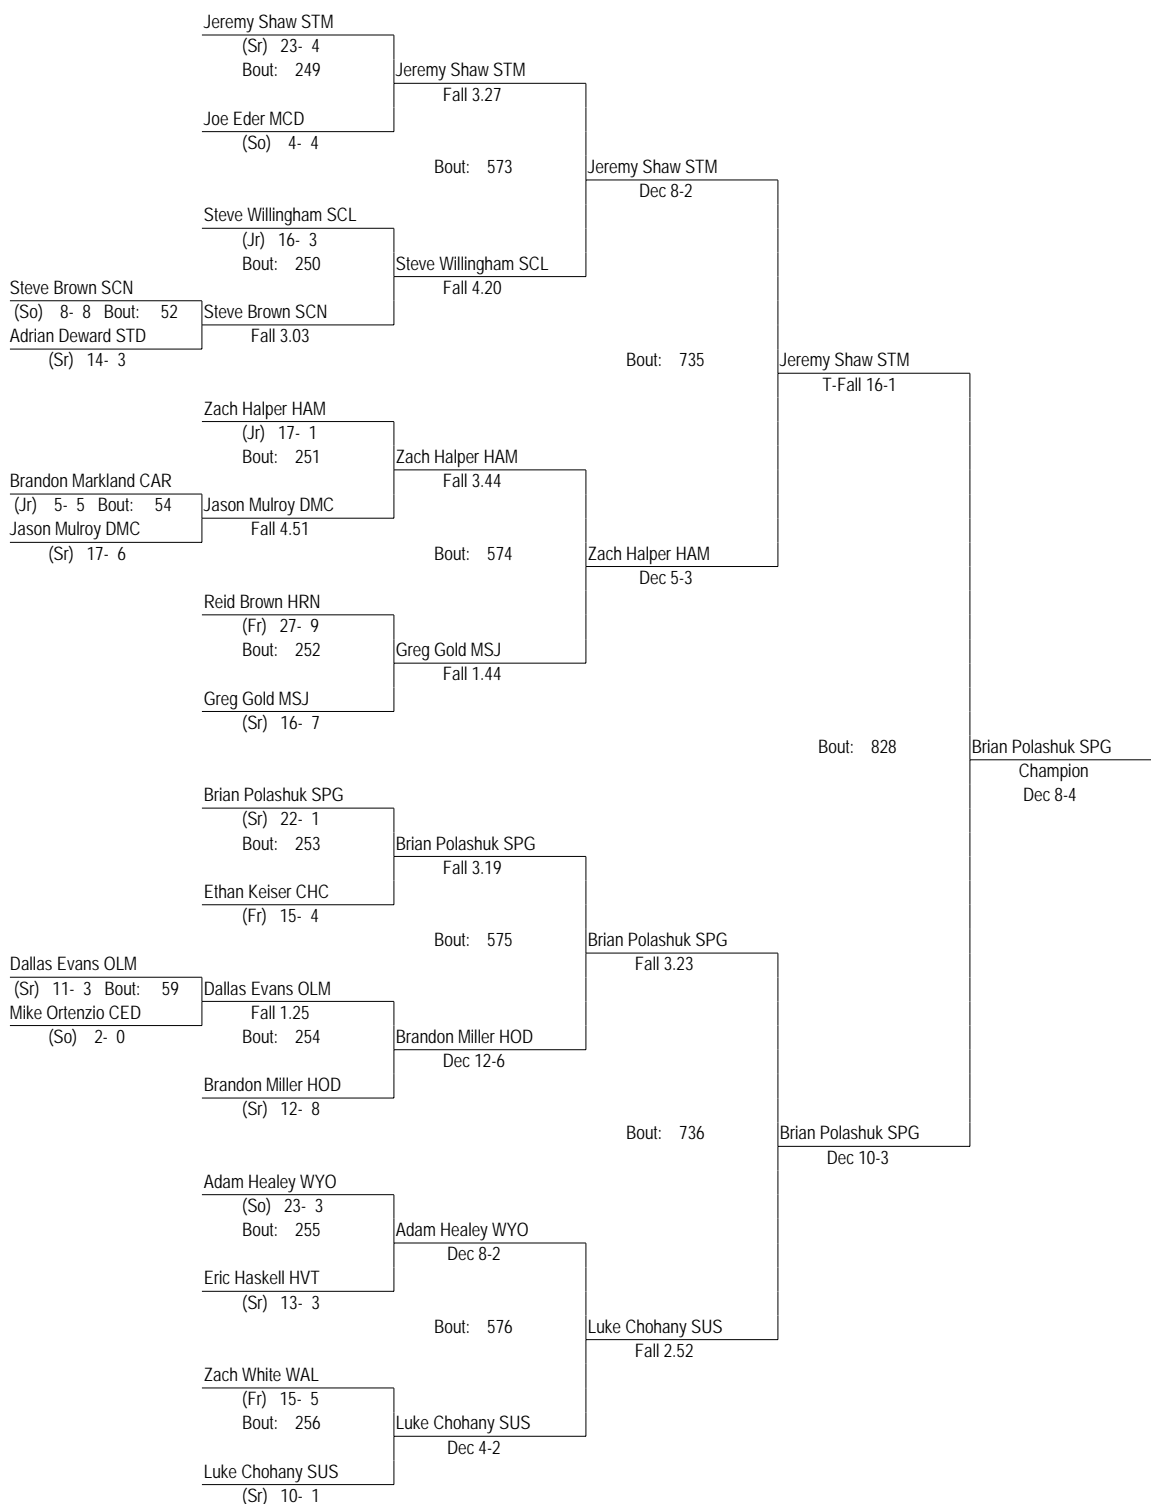 Jeremy Shaw STM
(Sr) 23- 4
Bout: 249
Jeremy Shaw STM
Fall 3.27
Joe Eder MCD
(So) 4- 4
Bout: 573
Jeremy Shaw STM
Dec 8-2
Steve Willingham SCL
(Jr) 16- 3
Bout: 250
Steve Willingham SCL
Fall 4.20
Steve Brown SCN
(So) 8- 8 Bout: 52
Steve Brown SCN
Adrian Deward STD
Fall 3.03
(Sr) 14- 3
Bout: 735
Jeremy Shaw STM
T-Fall 16-1
Zach Halper HAM
(Jr) 17- 1
Bout: 251
Zach Halper HAM
Fall 3.44
Brandon Markland CAR
(Jr) 5- 5 Bout: 54
Jason Mulroy DMC
Jason Mulroy DMC
Fall 4.51
(Sr) 17- 6
Bout: 574
Zach Halper HAM
Dec 5-3
Reid Brown HRN
(Fr) 27- 9
Bout: 252
Greg Gold MSJ
Fall 1.44
Greg Gold MSJ
(Sr) 16- 7
Bout: 828
Brian Polashuk SPG
Champion
Dec 8-4
Brian Polashuk SPG
(Sr) 22- 1
Bout: 253
Brian Polashuk SPG
Fall 3.19
Ethan Keiser CHC
(Fr) 15- 4
Bout: 575
Brian Polashuk SPG
Fall 3.23
Dallas Evans OLM
(Sr) 11- 3 Bout: 59
Dallas Evans OLM
Mike Ortenzio CED
Fall 1.25
(So) 2- 0
Bout: 254
Brandon Miller HOD
Dec 12-6
Brandon Miller HOD
(Sr) 12- 8
Bout: 736
Brian Polashuk SPG
Dec 10-3
Adam Healey WYO
(So) 23- 3
Bout: 255
Adam Healey WYO
Dec 8-2
Eric Haskell HVT
(Sr) 13- 3
Bout: 576
Luke Chohany SUS
Fall 2.52
Zach White WAL
(Fr) 15- 5
Bout: 256
Luke Chohany SUS
Dec 4-2
Luke Chohany SUS
(Sr) 10- 1